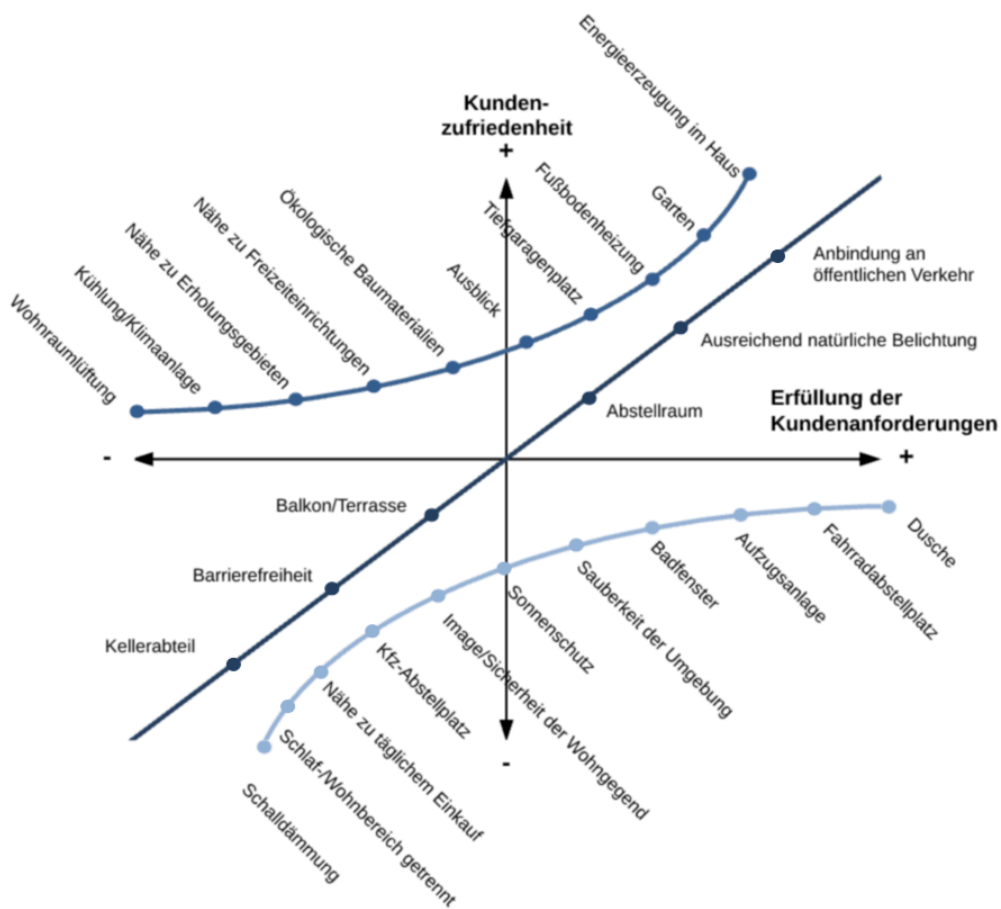 Energieerzeugung im Haus
Kunden-
zufriedenheit
+
Fußbodenheizung
Garten
Tiefgaragenplatz
Ökologische Baumaterialien
Nähe zu Freizeiteinrichtungen
Nähe zu Erholungsgebieten
Ausblick
Kühlung/Klimaanlage
Wohnraumlüftung
Anbindung an
öffentlichen Verkehr
Ausreichend natürliche Belichtung
Erfüllung der
Kundenanforderungen
Abstellraum
-
+
Balkon/Terrasse
Barrierefreiheit
Kellerabteil
Dusche
Fahrradabstellplatz
Aufzugsanlage
Badfenster
Sauberkeit der Umgebung
Sonnenschutz
Image/Sicherheit der Wohngegend
Kfz-Abstellplatz
Nähe zu täglichem Einkauf
Schlaf-/Wohnbereich getrennt
Schalldämmung
-